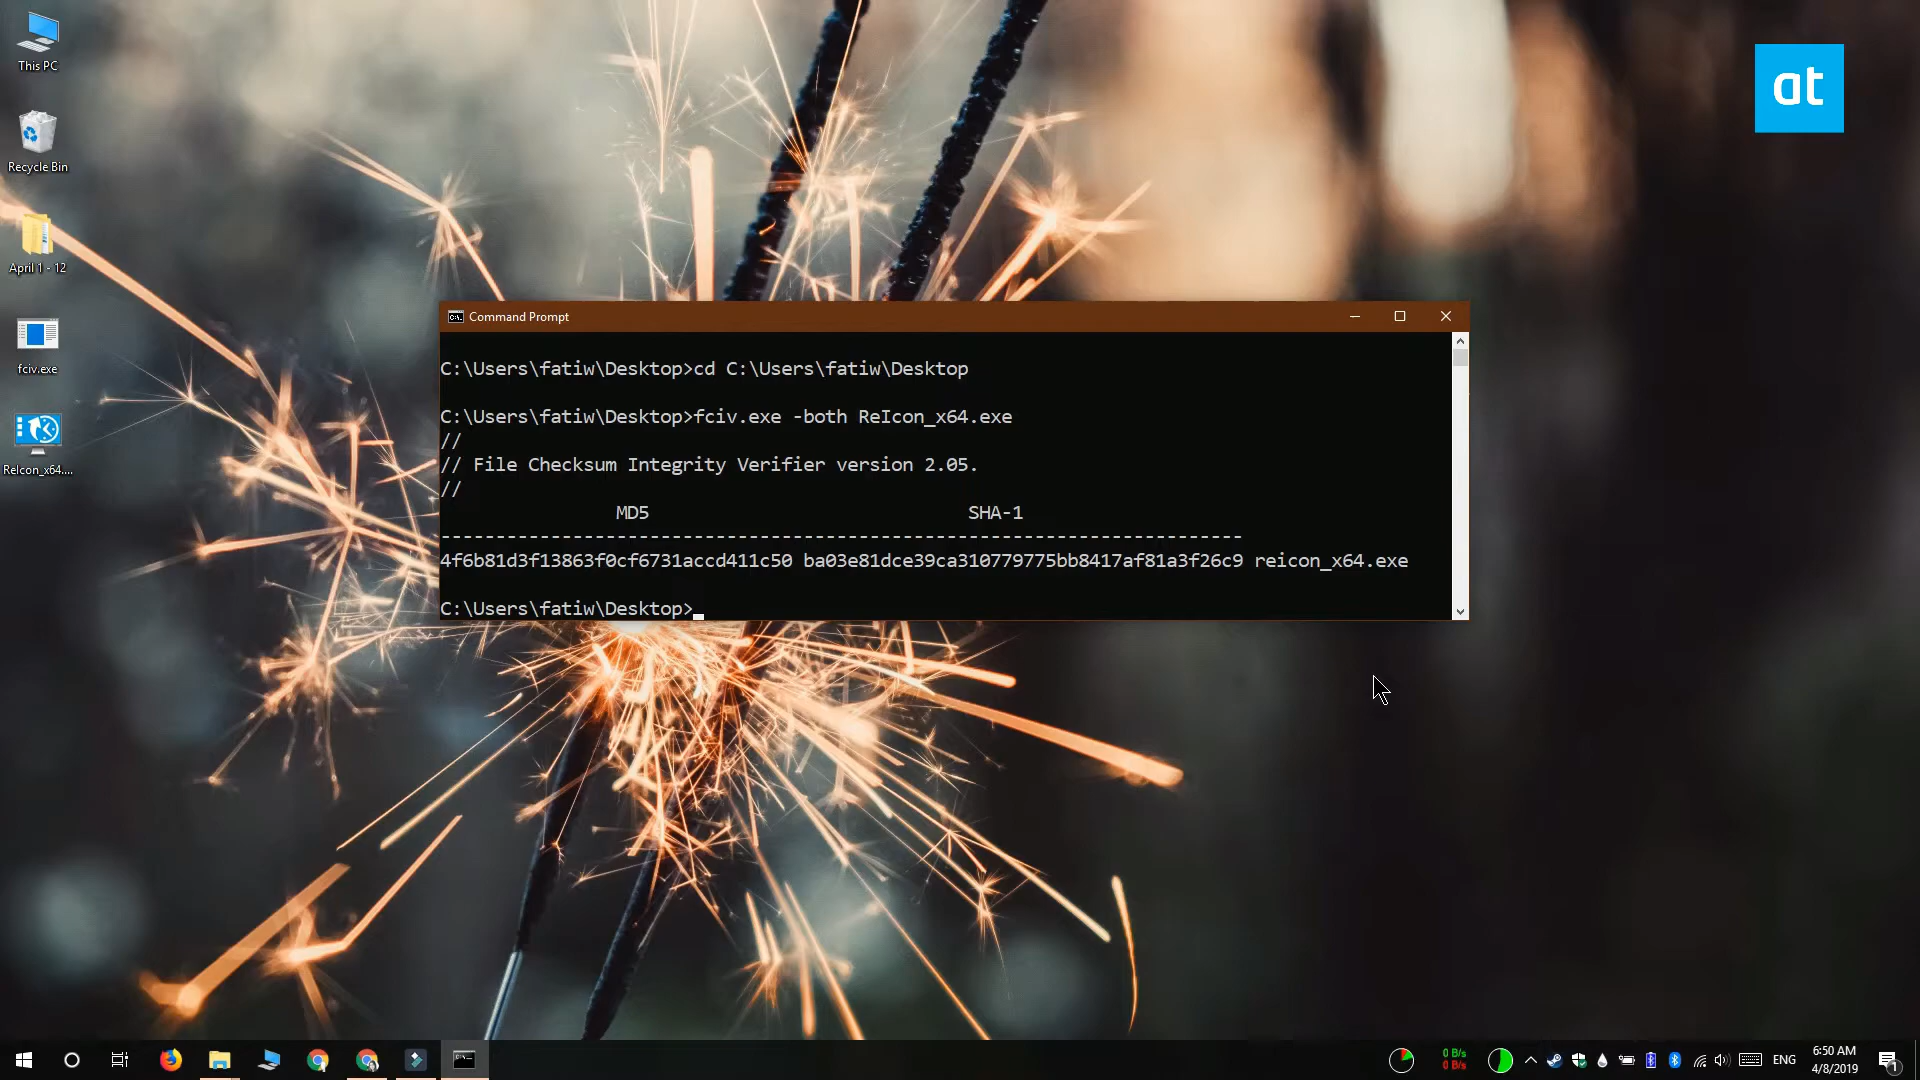 This PC
Recycle Bin
April 1 - 12
fciv.exe
ReIcon_x64....
at
Command Prompt
C:\Users\fatiw\Desktop>cd C:\Users\fatiw\Desktop
C:\Users\fatiw\Desktop>fciv.exe -both ReIcon_x64.exe
//
// File Checksum Integrity Verifier version 2.05.
//
MD5 SHA-1
-------------------------------------------------------------------------
4f6b81d3f13863f0cf6731accd411c50 ba03e81dce39ca310779775bb8417af81a3f26c9 reicon_x64.exe
C:\Users\fatiw\Desktop>
0 B/s
0 B/s
ENG
6:50 AM
4/8/2019
1